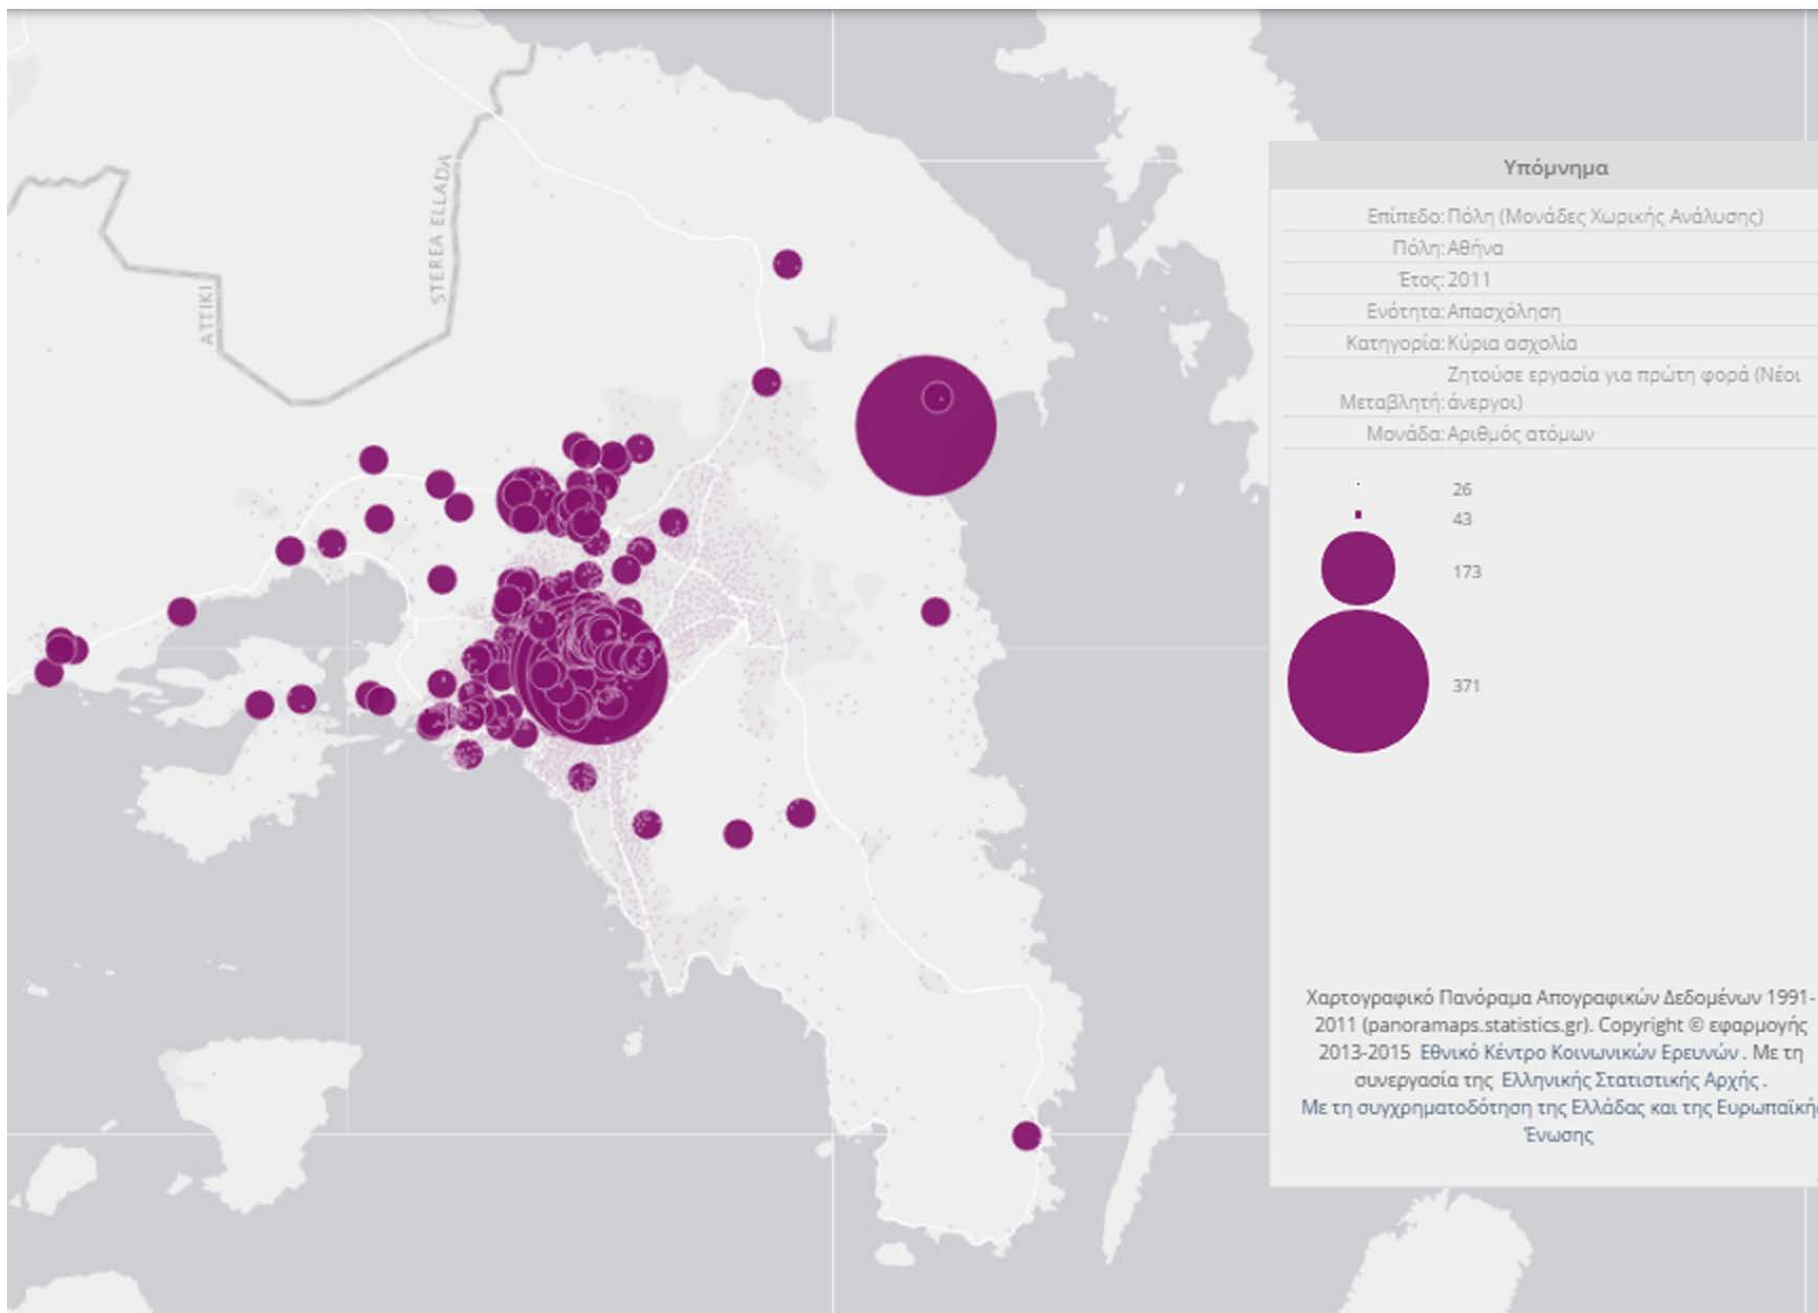 STEREA ELLADA
ATTIKI
Υπόμνημα
Επίπεδο: Πόλη (Μονάδες Χωρικής Ανάλυσης)
Πόλη: Αθήνα
Έτος: 2011
Ενότητα: Απασχόληση
Κατηγορία: Κύρια ασχολία
Ζητούσε εργασία για πρώτη φορά (Νέοι
Μεταβλητή: άνεργοι)
Μονάδα: Αριθμός ατόμων
26
43
173
371
Χαρτογραφικό Πανόραμα Απογραφικών Δεδομένων 1991-
2011 (panoramaps.statistics.gr). Copyright © εφαρμογής
2013-2015 Εθνικό Κέντρο Κοινωνικών Ερευνών . Με τη
συνεργασία της Ελληνικής Στατιστικής Αρχής .
Με τη συγχρηματοδότηση της Ελλάδας και της Ευρωπαϊκής
Ένωσης